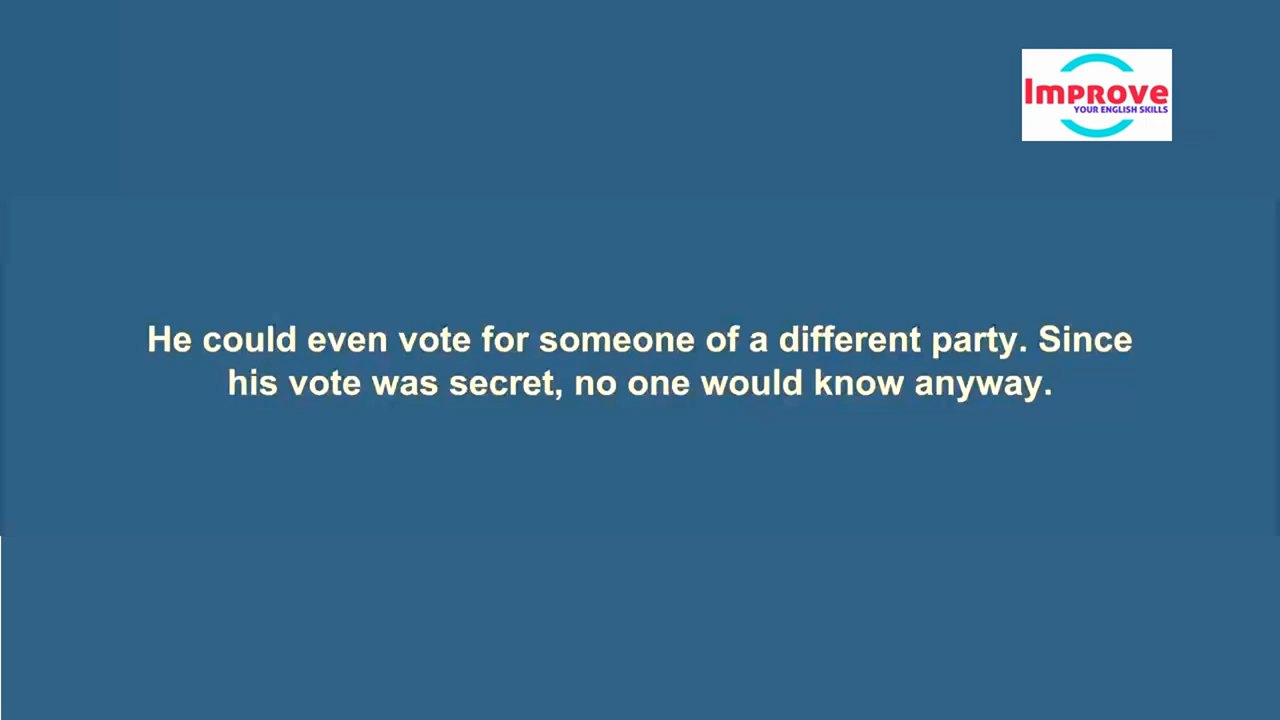 Improve
YOUR ENGLISH SKILLS
He could even vote for someone of a different party. Since
his vote was secret, no one would know anyway.